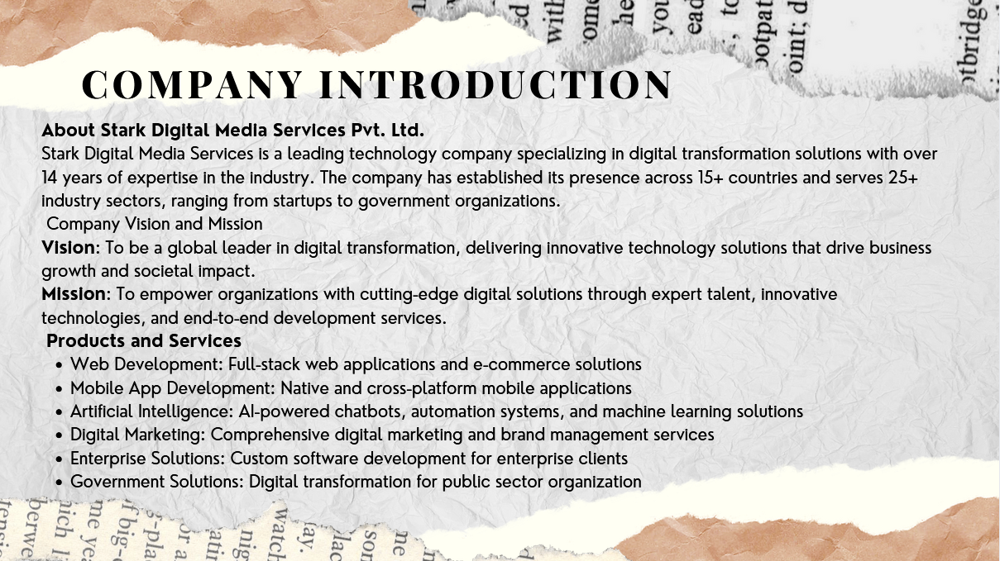 COMPANY INTRODUCTION
About Stark Digital Media Services Pvt. Ltd.
Stark Digital Media Services is a leading technology company specializing in digital transformation solutions with over
14 years of expertise in the industry. The company has established its presence across 15+ countries and serves 25+
industry sectors, ranging from startups to government organizations.
Company Vision and Mission
Vision: To be a global leader in digital transformation, delivering innovative technology solutions that drive business
growth and societal impact.
Mission: To empower organizations with cutting-edge digital solutions through expert talent, innovative
technologies, and end-to-end development services.
Products and Services
• Web Development: Full-stack web applications and e-commerce solutions
• Mobile App Development: Native and cross-platform mobile applications
• Artificial Intelligence: AI-powered chatbots, automation systems, and machine learning solutions
• Digital Marketing: Comprehensive digital marketing and brand management services
• Enterprise Solutions: Custom software development for enterprise clients
• Government Solutions: Digital transformation for public sector organization